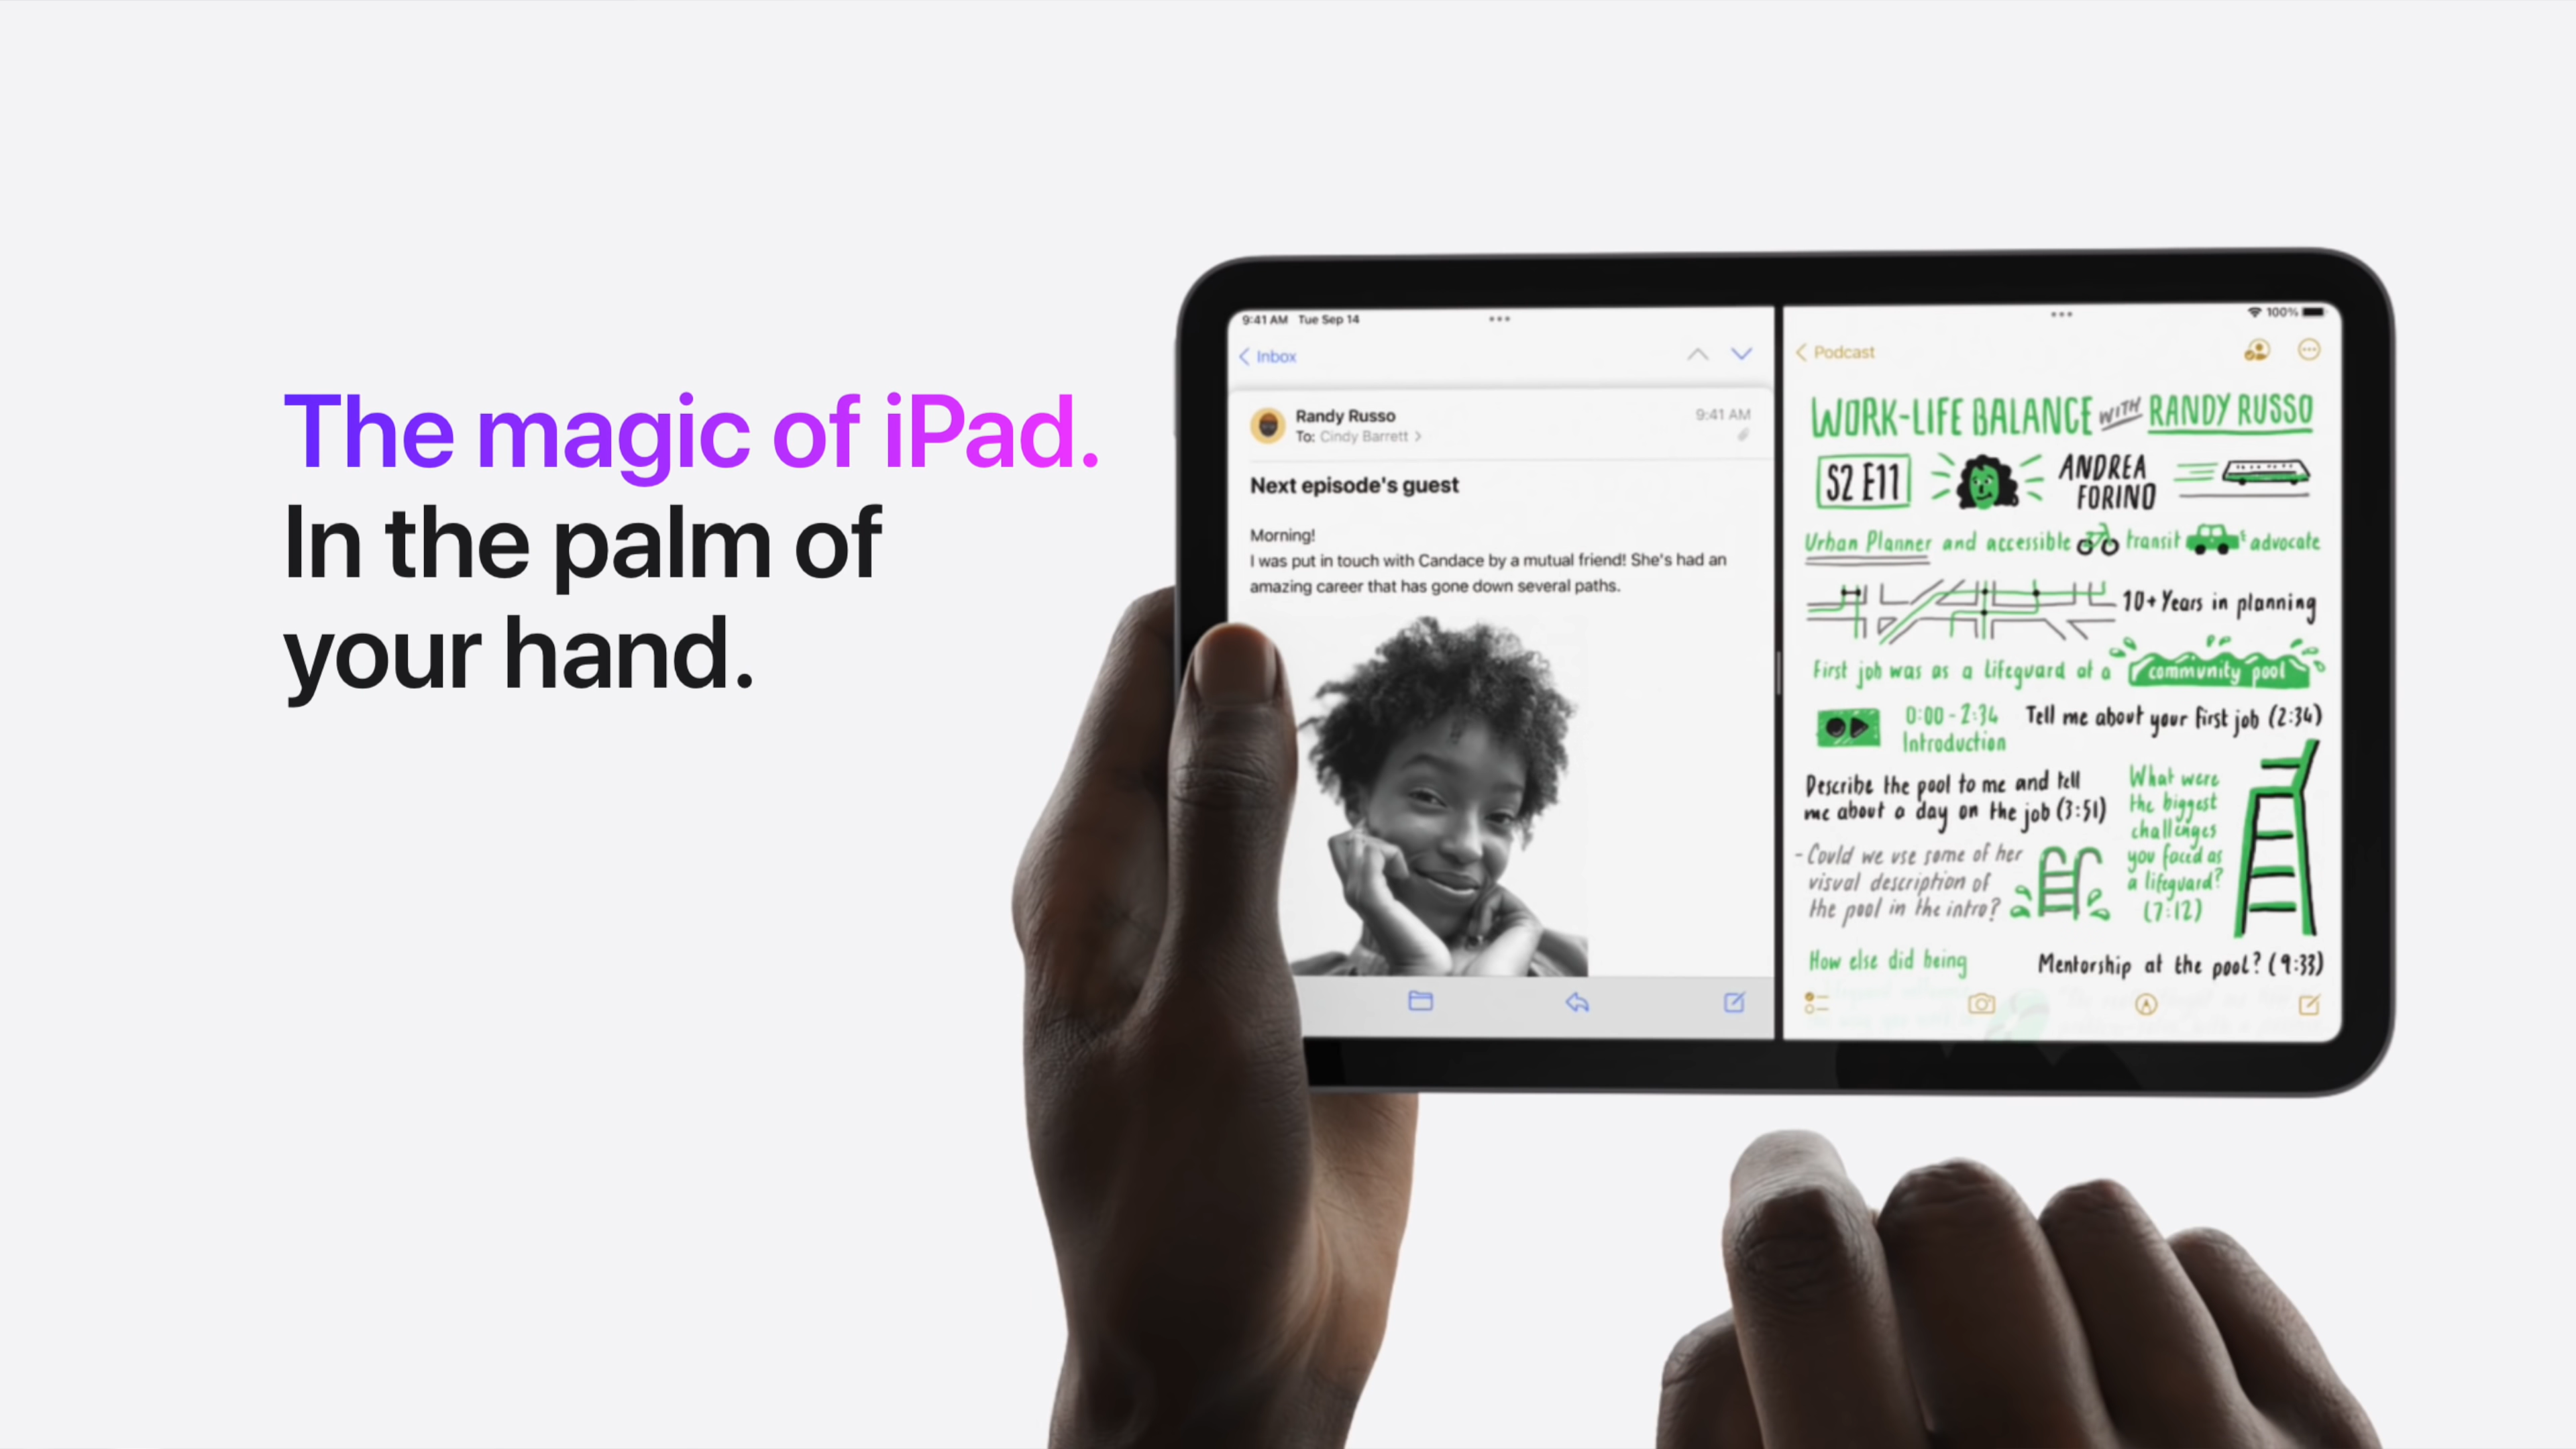 The magic of iPad.
In the palm of
your hand.
9:41 AM Tue Sep 14
Inbox
Randy Russo
9:41 AM
To: Cindy Barrett
Next episode's guest
Morning!
I was put in touch with Candace by a mutual friend! She's had an
amazing career that has gone down several paths.
100%
Podcast
WORK-LIFE BALANCE WITH RANDY RUSSO
S2 E11
ANDREA
FORINO
Urban Planner and accessible transit advocate
10+ Years in planning
First job was as a lifeguard at a community pool
0:00 - 2:34
Introduction
Tell me about your first job (2:34)
Describe the pool to me and tell
me about a day on the job (3:51)
- Could we use some of her
visual description of
the pool in the intro?
What were
the biggest
challenges
you faced as
a lifeguard?
(7:12)
How else did being
Mentorship at the pool? (9:33)